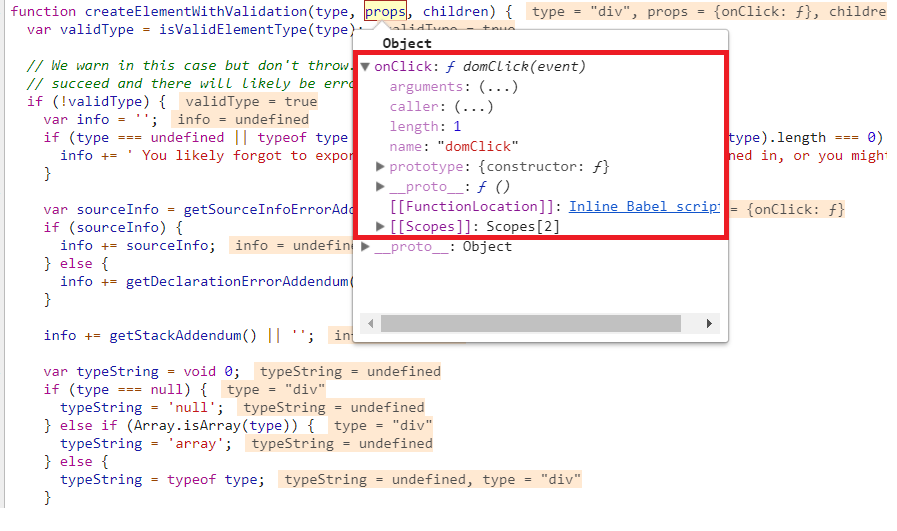 function createElementWithValidation(type, props, children) { type = "div", props = {onClick: ƒ}, childre
var validType = isValidElementType(type); validType = true
Object
// We warn in this case but don't throw.
onClick: ƒ domClick(event)
// succeed and there will likely be erro
arguments: (...)
if (!validType) { validType = true
caller: (...)
var info = ''; info = undefined
length: 1
if (type === undefined || typeof type type).length === 0)
name: "domClick"
info += ' You likely forgot to expor ned in, or you might
prototype: {constructor: ƒ}
}
__proto__: ƒ ()
[[FunctionLocation]]: Inline Babel script
var sourceInfo = getSourceInfoErrorAdd = {onClick: ƒ}
if (sourceInfo) {
[[Scopes]]: Scopes[2]
info += sourceInfo; info = undefine
__proto__: Object
} else {
info += getDeclarationErrorAddendum(
}
info += getStackAddendum() || ''; in
var typeString = void 0; typeString = undefined
if (type === null) { type = "div"
typeString = 'null'; typeString = undefined
} else if (Array.isArray(type)) { type = "div"
typeString = 'array'; typeString = undefined
} else {
typeString = typeof type; typeString = undefined, type = "div"
}